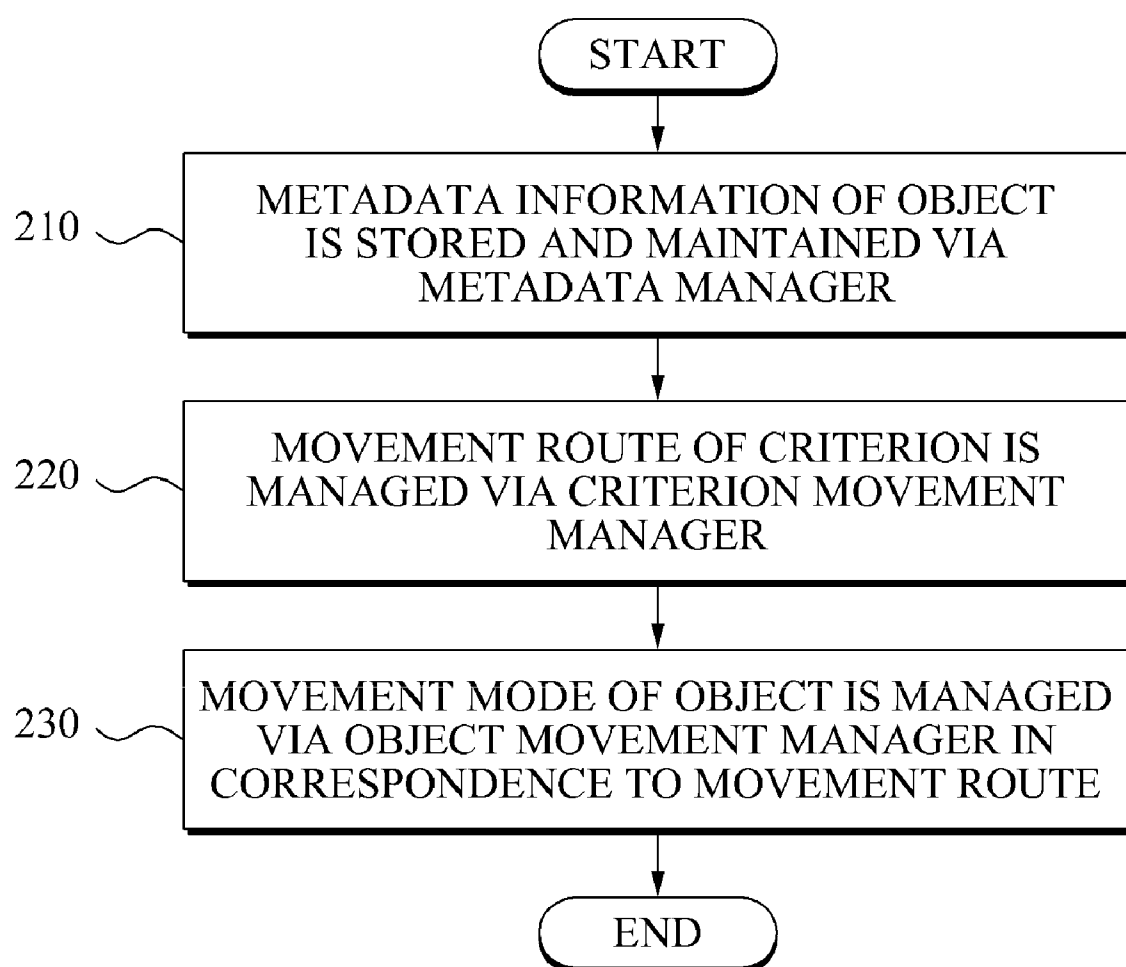 START
210
METADATA INFORMATION OF OBJECT
IS STORED AND MAINTAINED VIA
METADATA MANAGER
220
MOVEMENT ROUTE OF CRITERION IS
MANAGED VIA CRITERION MOVEMENT
MANAGER
230
MOVEMENT MODE OF OBJECT IS MANAGED
VIA OBJECT MOVEMENT MANAGER IN
CORRESPONDENCE TO MOVEMENT ROUTE
END